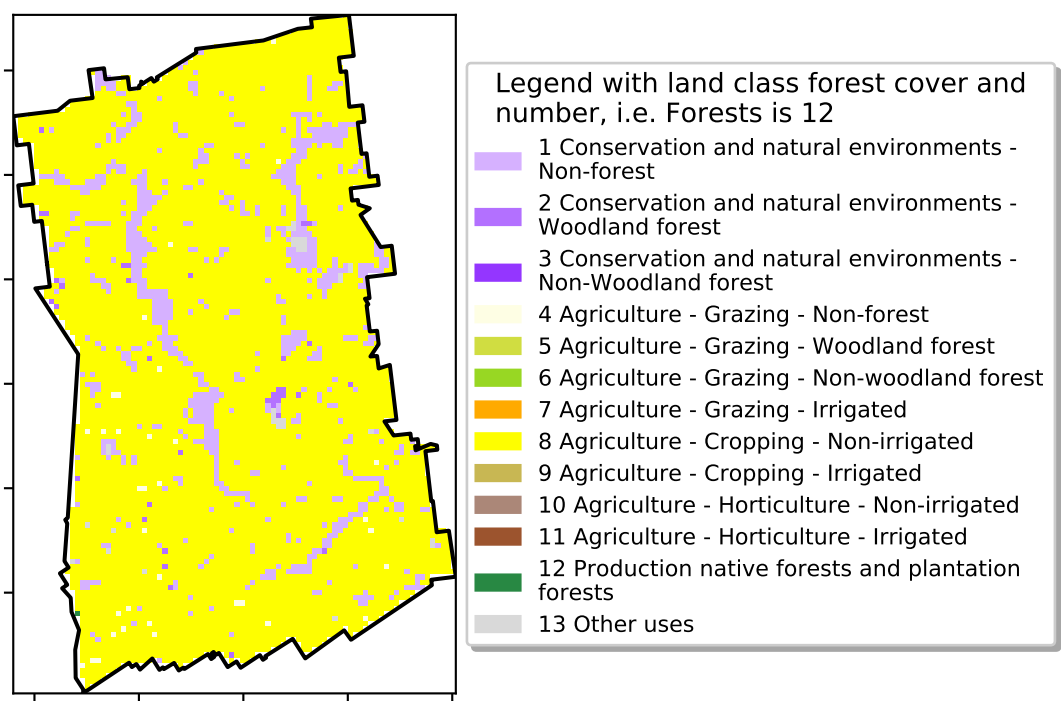 Legend with land class forest cover and
number, i.e. Forests is 12
1 Conservation and natural environments -
Non-forest
2 Conservation and natural environments -
Woodland forest
3 Conservation and natural environments -
Non-Woodland forest
4 Agriculture - Grazing - Non-forest
5 Agriculture - Grazing - Woodland forest
6 Agriculture - Grazing - Non-woodland forest
7 Agriculture - Grazing - Irrigated
8 Agriculture - Cropping - Non-irrigated
9 Agriculture - Cropping - Irrigated
10 Agriculture - Horticulture - Non-irrigated
11 Agriculture - Horticulture - Irrigated
12 Production native forests and plantation
forests
13 Other uses